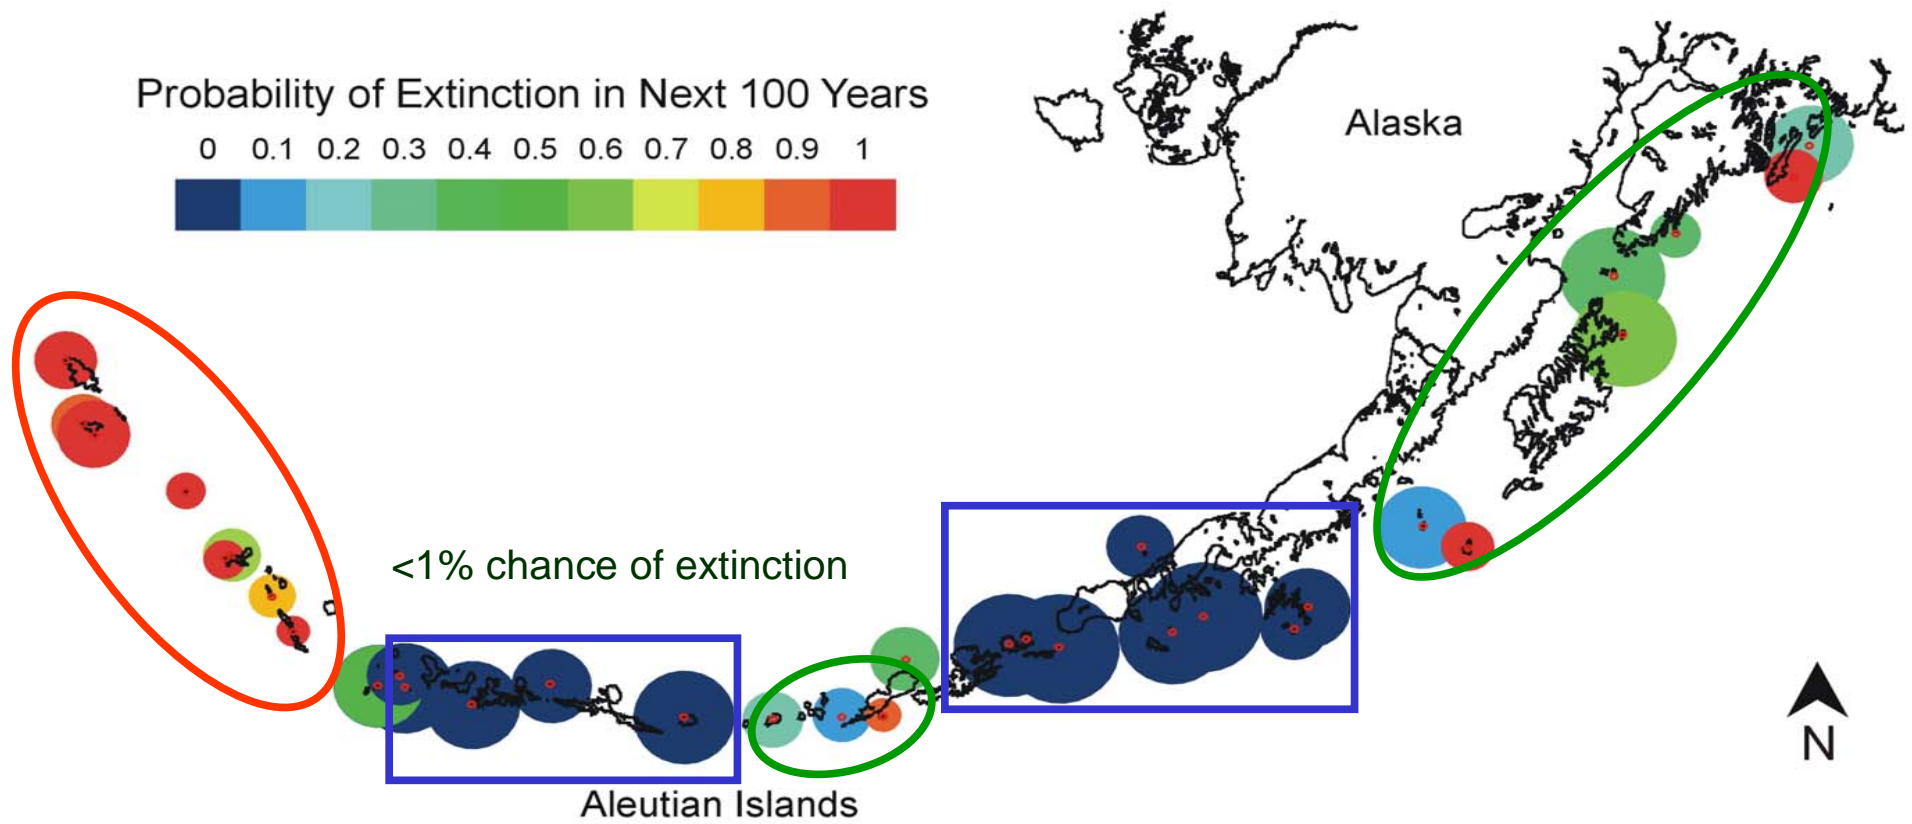 Probability of Extinction in Next 100 Years
0 0.1 0.2 0.3 0.4 0.5 0.6 0.7 0.8 0.9 1
Alaska
<1% chance of extinction
Aleutian Islands
N